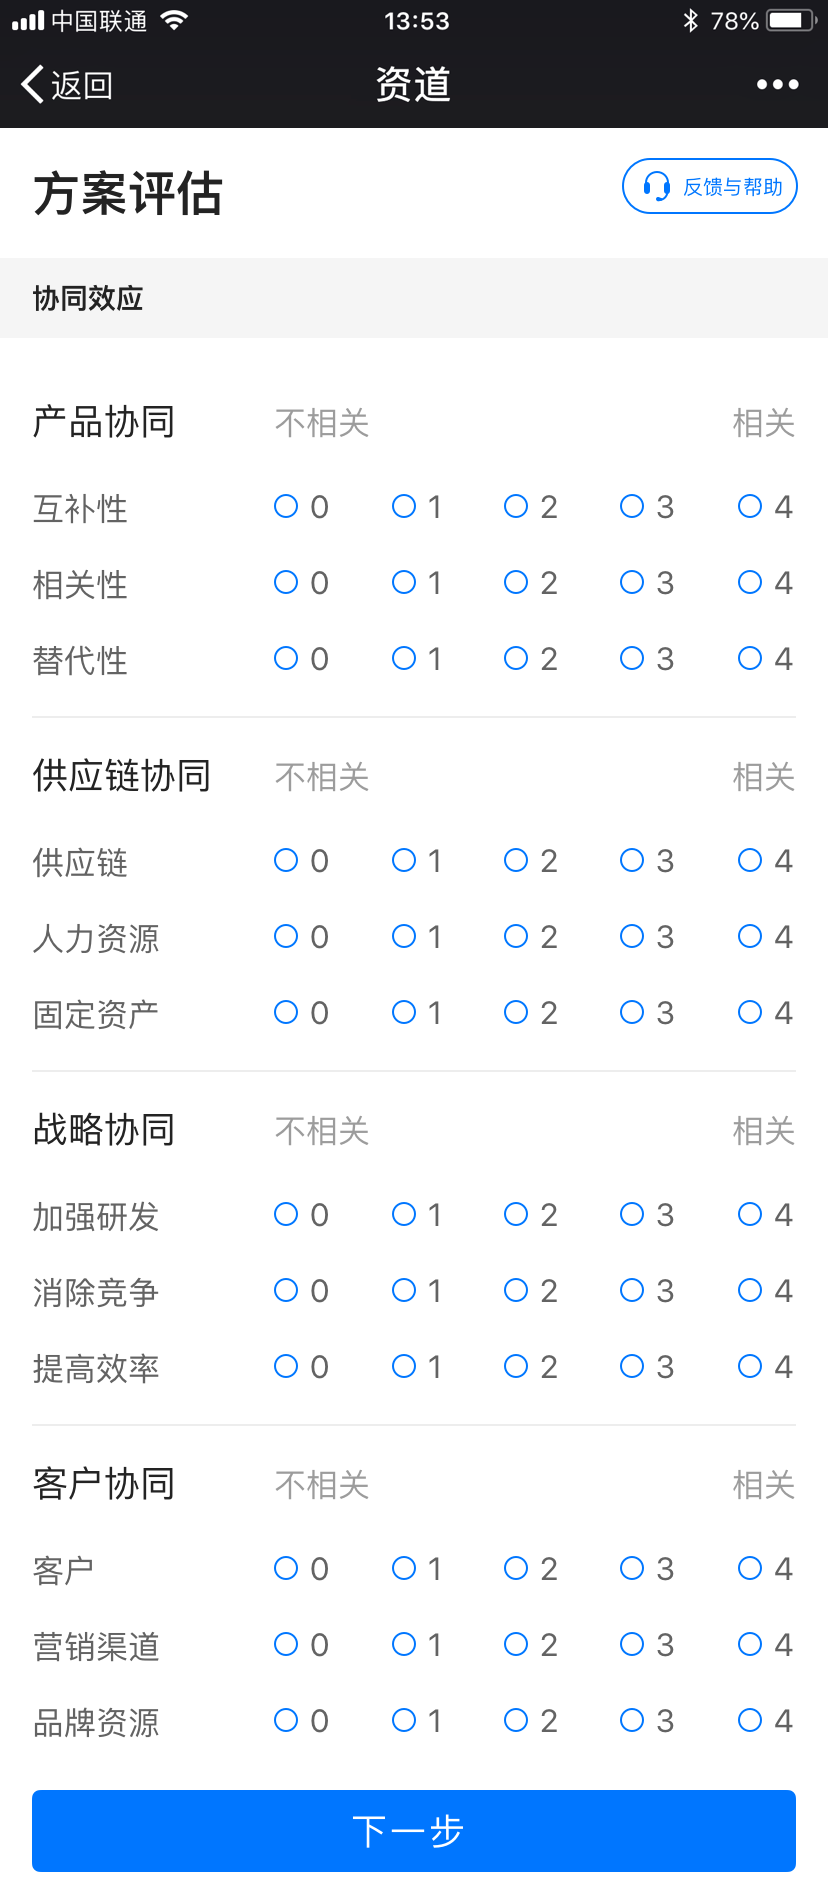 中国联通 13:53 78%
返回 资道
方案评估 反馈与帮助
协同效应
产品协同 不相关 相关
互补性 0 1 2 3 4
相关性 0 1 2 3 4
替代性 0 1 2 3 4
供应链协同 不相关 相关
供应链 0 1 2 3 4
人力资源 0 1 2 3 4
固定资产 0 1 2 3 4
战略协同 不相关 相关
加强研发 0 1 2 3 4
消除竞争 0 1 2 3 4
提高效率 0 1 2 3 4
客户协同 不相关 相关
客户 0 1 2 3 4
营销渠道 0 1 2 3 4
品牌资源 0 1 2 3 4
下一步